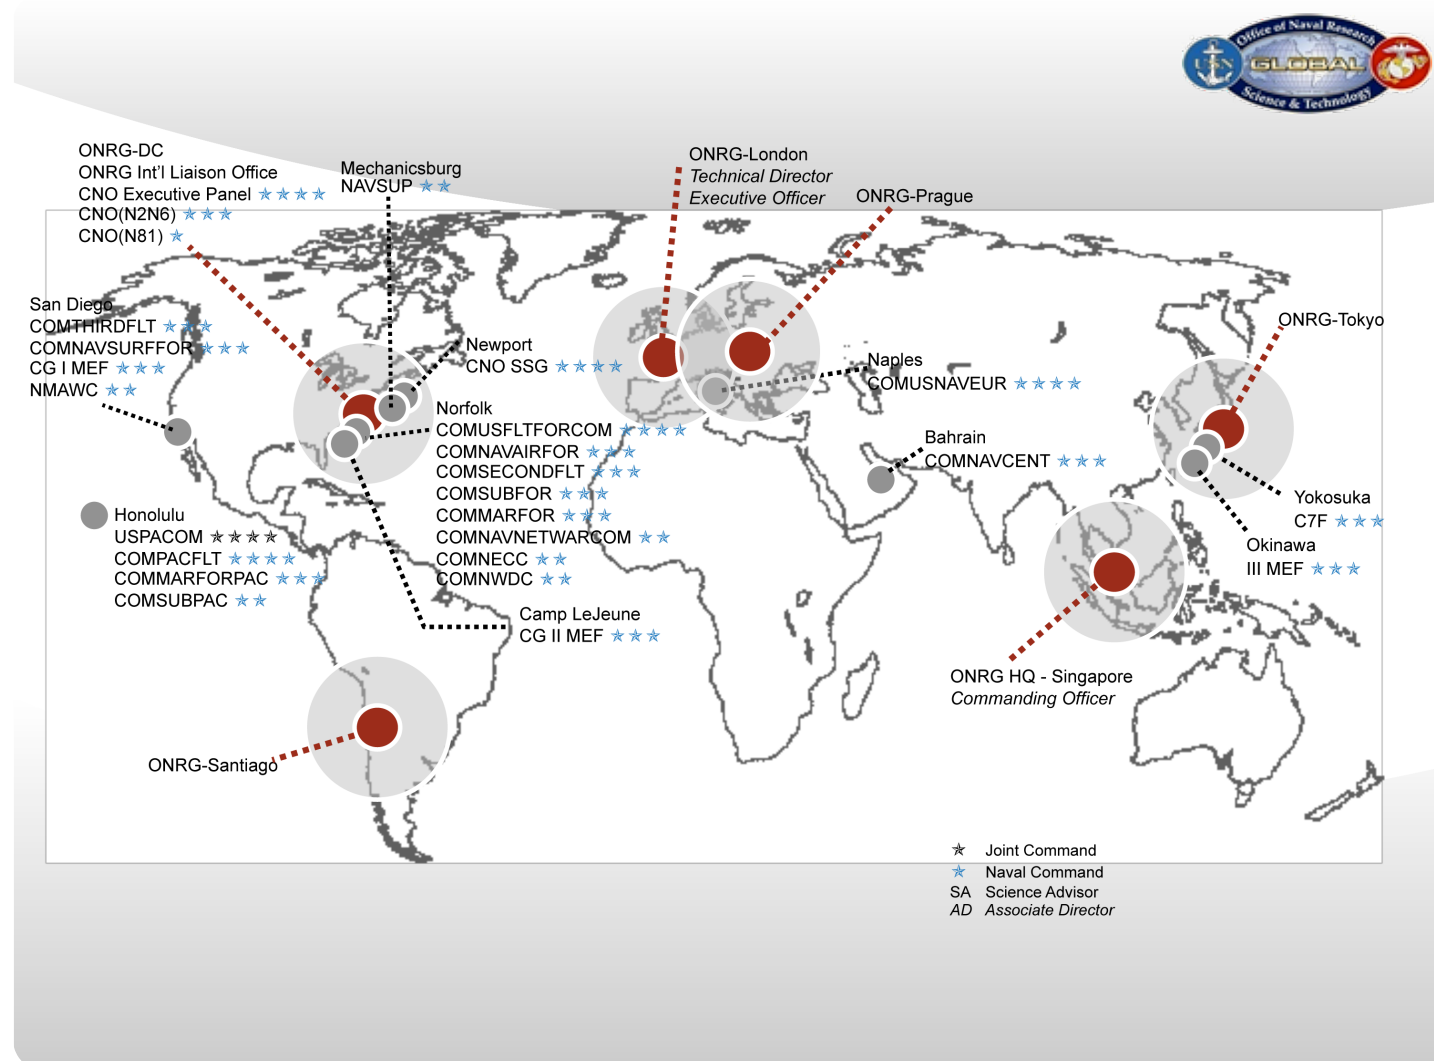 Office of Naval Research
USN GLOBAL
Science & Technology
ONRG-DC
ONRG Int'l Liaison Office
CNO Executive Panel ✯✯✯✯
CNO(N2N6) ✯✯✯
CNO(N81) ✯
Mechanicsburg
NAVSUP ✯✯
ONRG-London
Technical Director
Executive Officer
ONRG-Prague
San Diego
COMTHIRDFLT ✯✯✯
COMNAVSURFFOR ✯✯✯
CG I MEF ✯✯✯
NMAWC ✯✯
Newport
CNO SSG ✯✯✯✯
Naples
COMUSNAVEUR ✯✯✯✯
ONRG-Tokyo
Norfolk
COMUSFLTFORCOM ✯✯✯✯
COMNAVAIRFOR ✯✯✯
COMSECONDFLT ✯✯✯
COMSUBFOR ✯✯✯
COMMARFOR ✯✯✯
COMNAVNETWARCOM ✯✯
COMNECC ✯✯
COMNWDC ✯✯
Bahrain
COMNAVCENT ✯✯✯
Yokosuka
C7F ✯✯✯
Okinawa
III MEF ✯✯✯
Honolulu
USPACOM ✯✯✯✯
COMPACFLT ✯✯✯✯
COMMARFORPAC ✯✯✯
COMSUBPAC ✯✯
Camp LeJeune
CG II MEF ✯✯✯
ONRG HQ - Singapore
Commanding Officer
ONRG-Santiago
✯ Joint Command
✯ Naval Command
SA Science Advisor
AD Associate Director